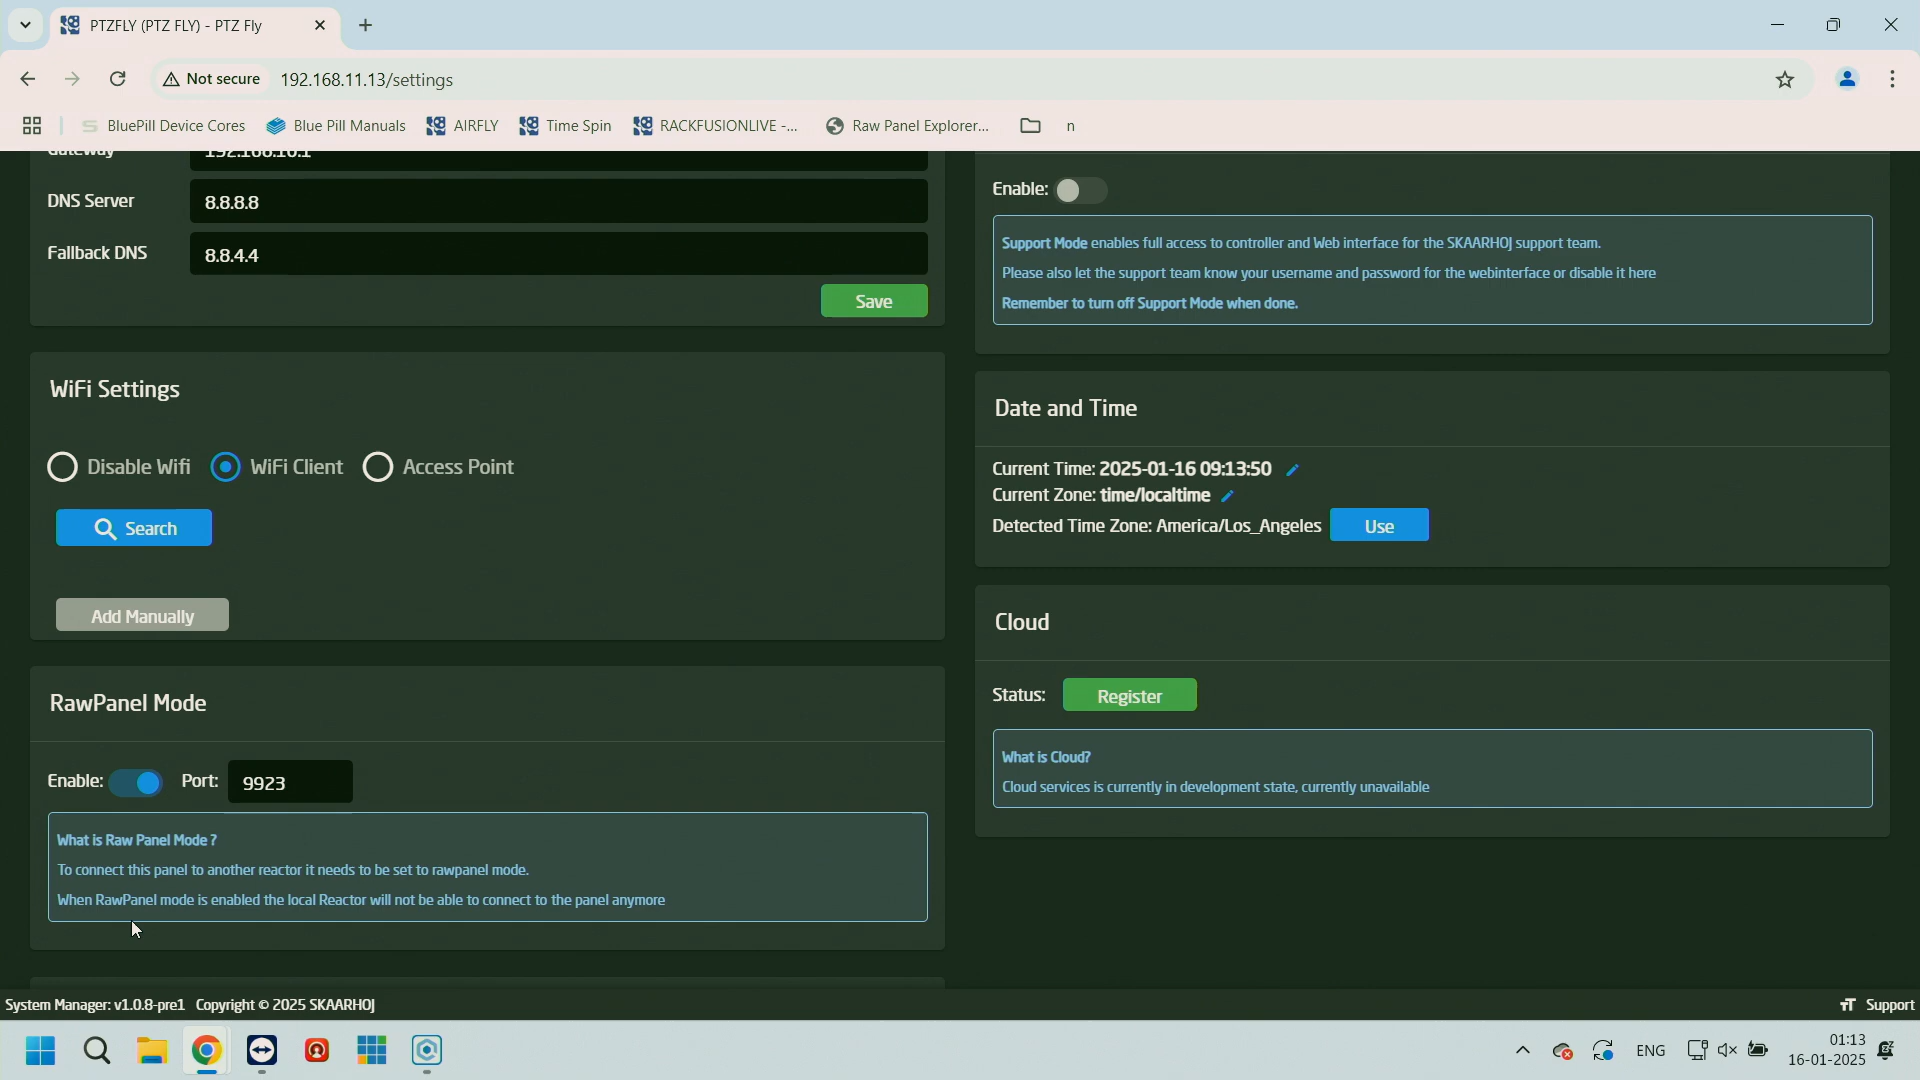 PTZFLY (PTZ FLY) - PTZ Fly
Not secure
192.168.11.13/settings
BluePill Device Cores
Blue Pill Manuals
AIRFLY
Time Spin
RACKFUSIONLIVE -...
Raw Panel Explorer...
n
Gateway
192.168.10.1
DNS Server
8.8.8.8
Fallback DNS
8.8.4.4
Save
WiFi Settings
Disable Wifi
WiFi Client
Access Point
Search
Add Manually
RawPanel Mode
Enable:
Port:
9923
What is Raw Panel Mode ?
To connect this panel to another reactor it needs to be set to rawpanel mode.
When RawPanel mode is enabled the local Reactor will not be able to connect to the panel anymore
Enable:
Support Mode enables full access to controller and Web interface for the SKAARHOJ support team.
Please also let the support team know your username and password for the webinterface or disable it here
Remember to turn off Support Mode when done.
Date and Time
Current Time: 2025-01-16 09:13:50
Current Zone: time/localtime
Detected Time Zone: America/Los_Angeles
Use
Cloud
Status:
Register
What is Cloud?
Cloud services is currently in development state, currently unavailable
System Manager: v1.0.8-pre1 Copyright © 2025 SKAARHOJ
Support
ENG
01:13
16-01-2025